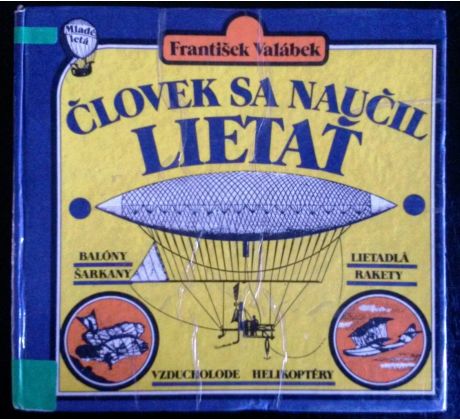 Mladé
letá
František Valábek
ČLOVEK SA NAUČIL
LIETAŤ
BALÓNY
ŠARKANY
LIETADLÁ
RAKETY
VZDUCHOLODE HELIKOPTÉRY